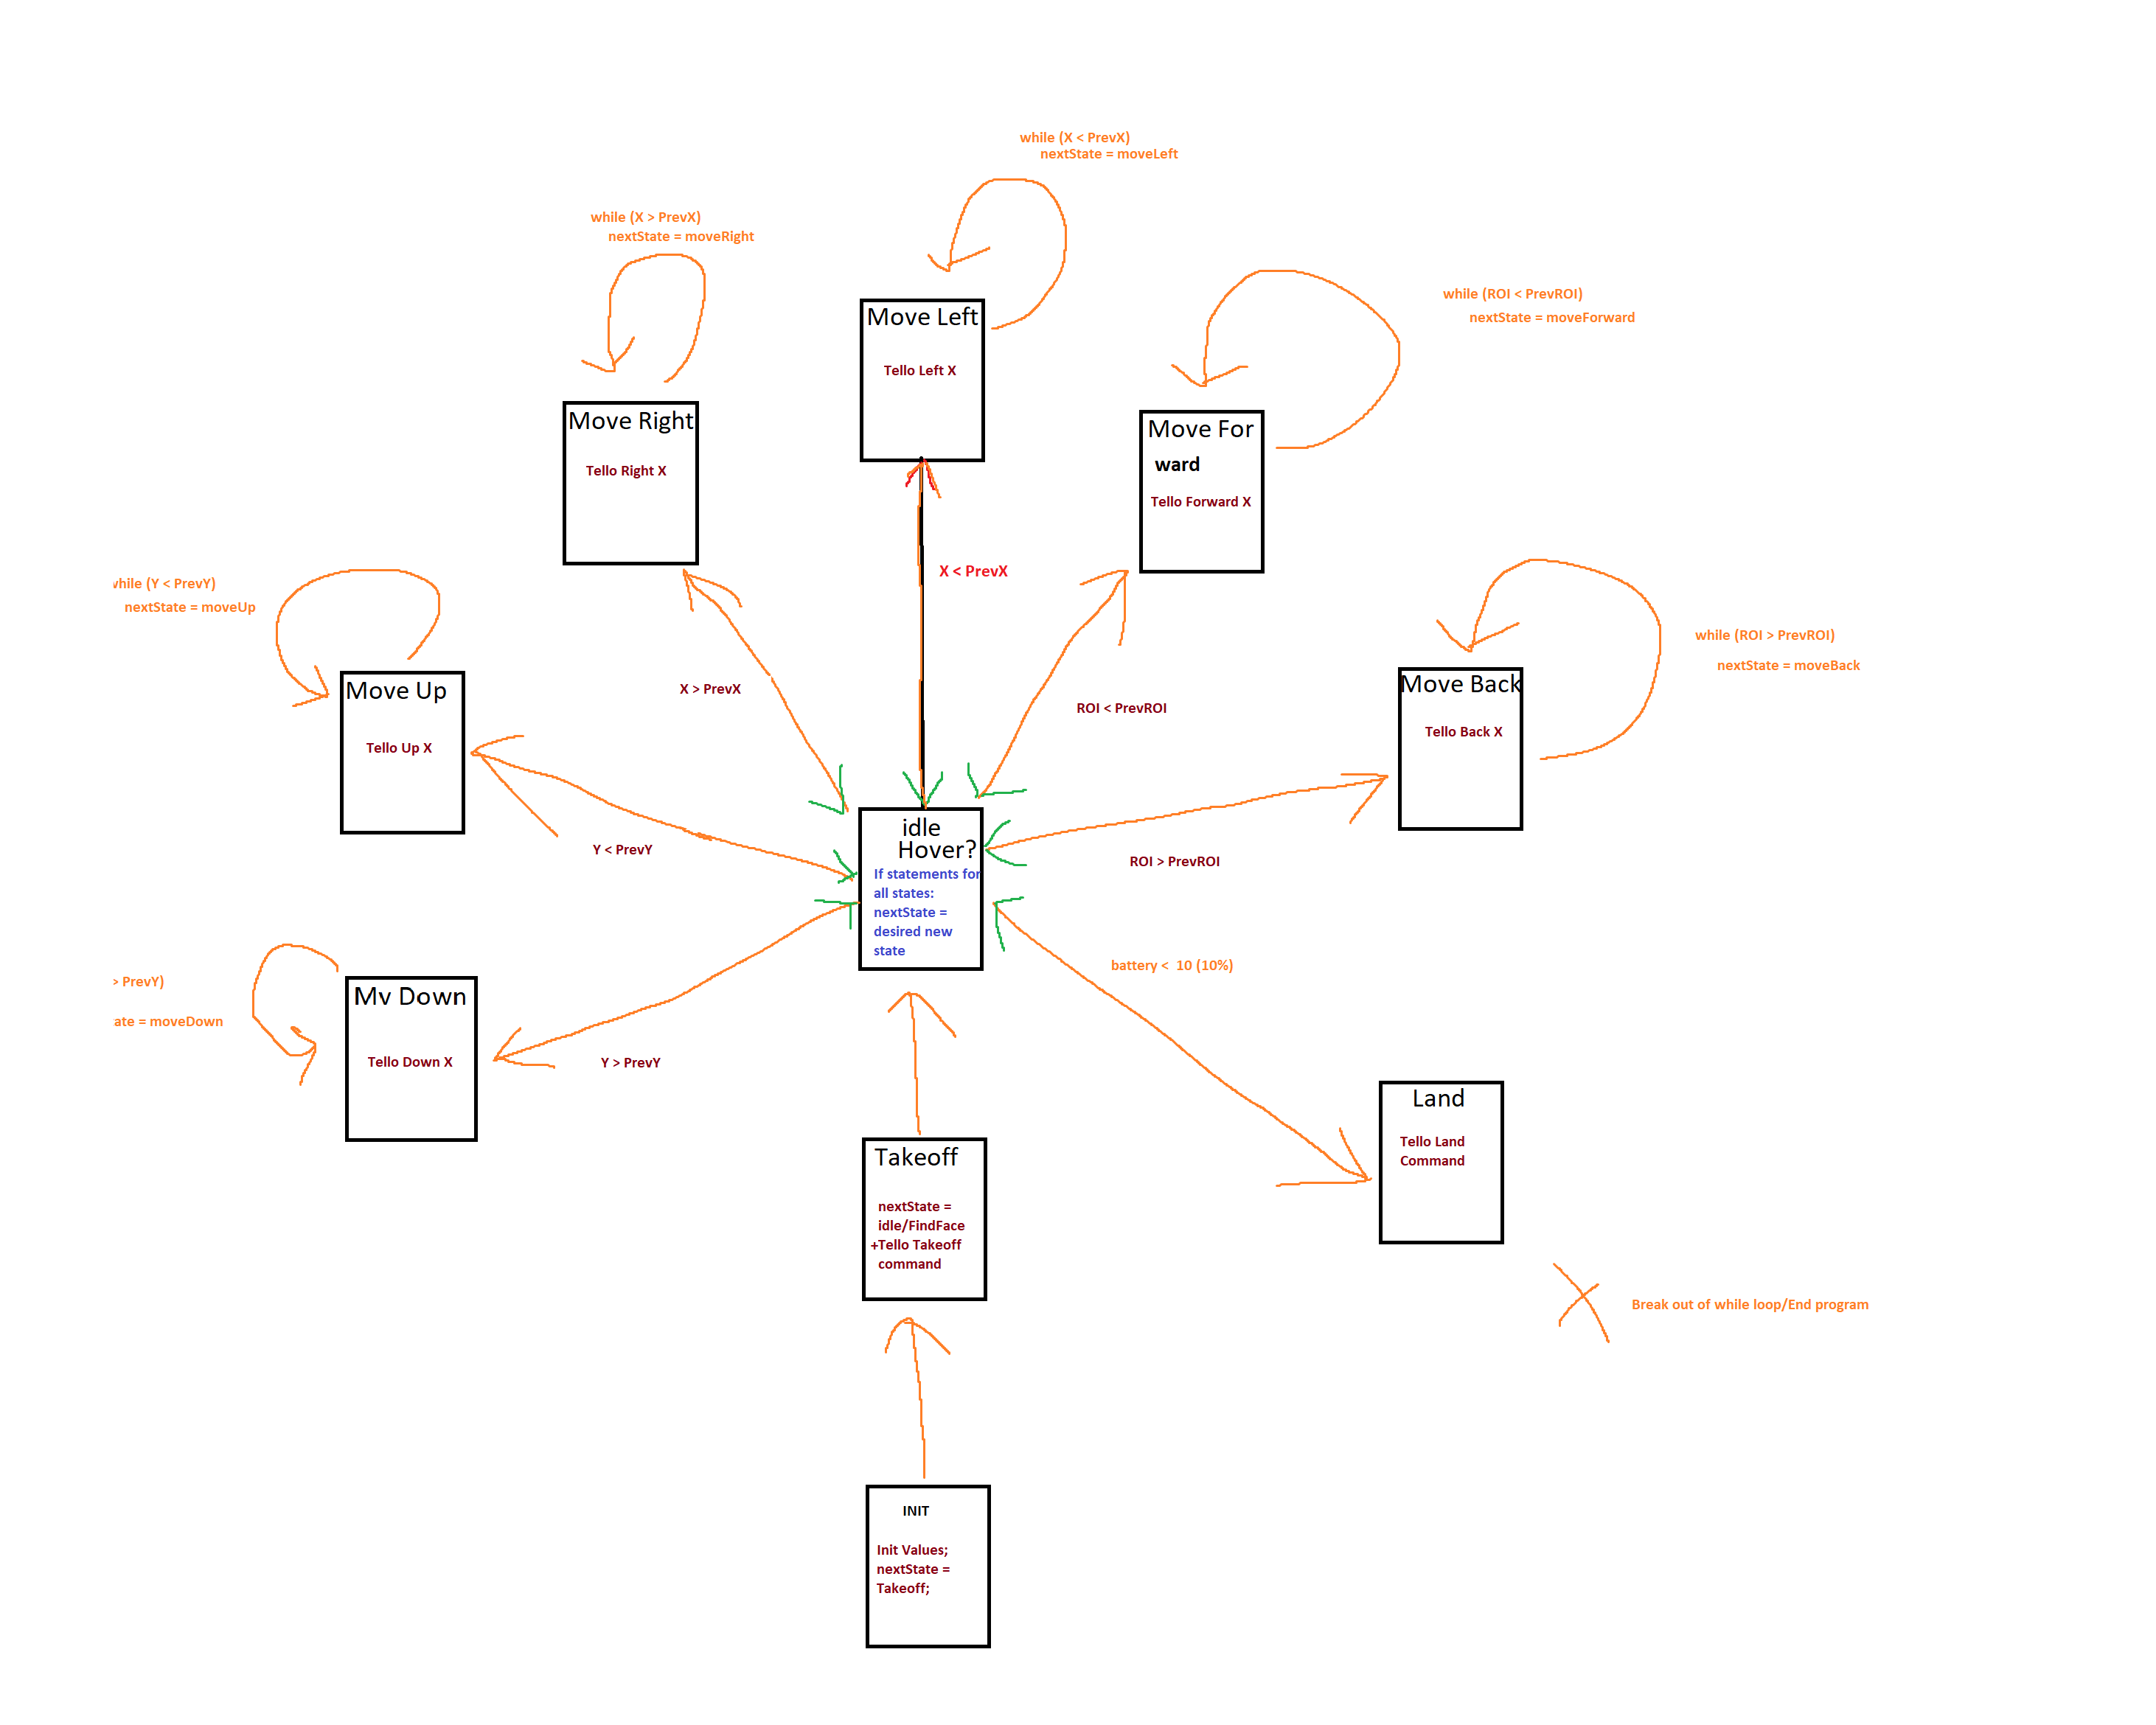 while (X < PrevX)
nextState = moveLeft
while (X > PrevX)
nextState = moveRight
while (ROI < PrevROI)
nextState = moveForward
Move Left
Tello Left X
Move Right
Tello Right X
Move For
ward
Tello Forward X
X < PrevX
while (Y < PrevY)
nextState = moveUp
while (ROI > PrevROI)
nextState = moveBack
Move Up
Tello Up X
Move Back
Tello Back X
X > PrevX
ROI < PrevROI
Y < PrevY
ROI > PrevROI
idle
Hover?
If statements for
all states:
nextState =
desired new
state
> PrevY)
ate = moveDown
Mv Down
Tello Down X
Y > PrevY
battery <  10 (10%)
Land
Tello Land
Command
Takeoff
nextState =
idle/FindFace
+Tello Takeoff
command
Break out of while loop/End program
INIT
Init Values;
nextState =
Takeoff;